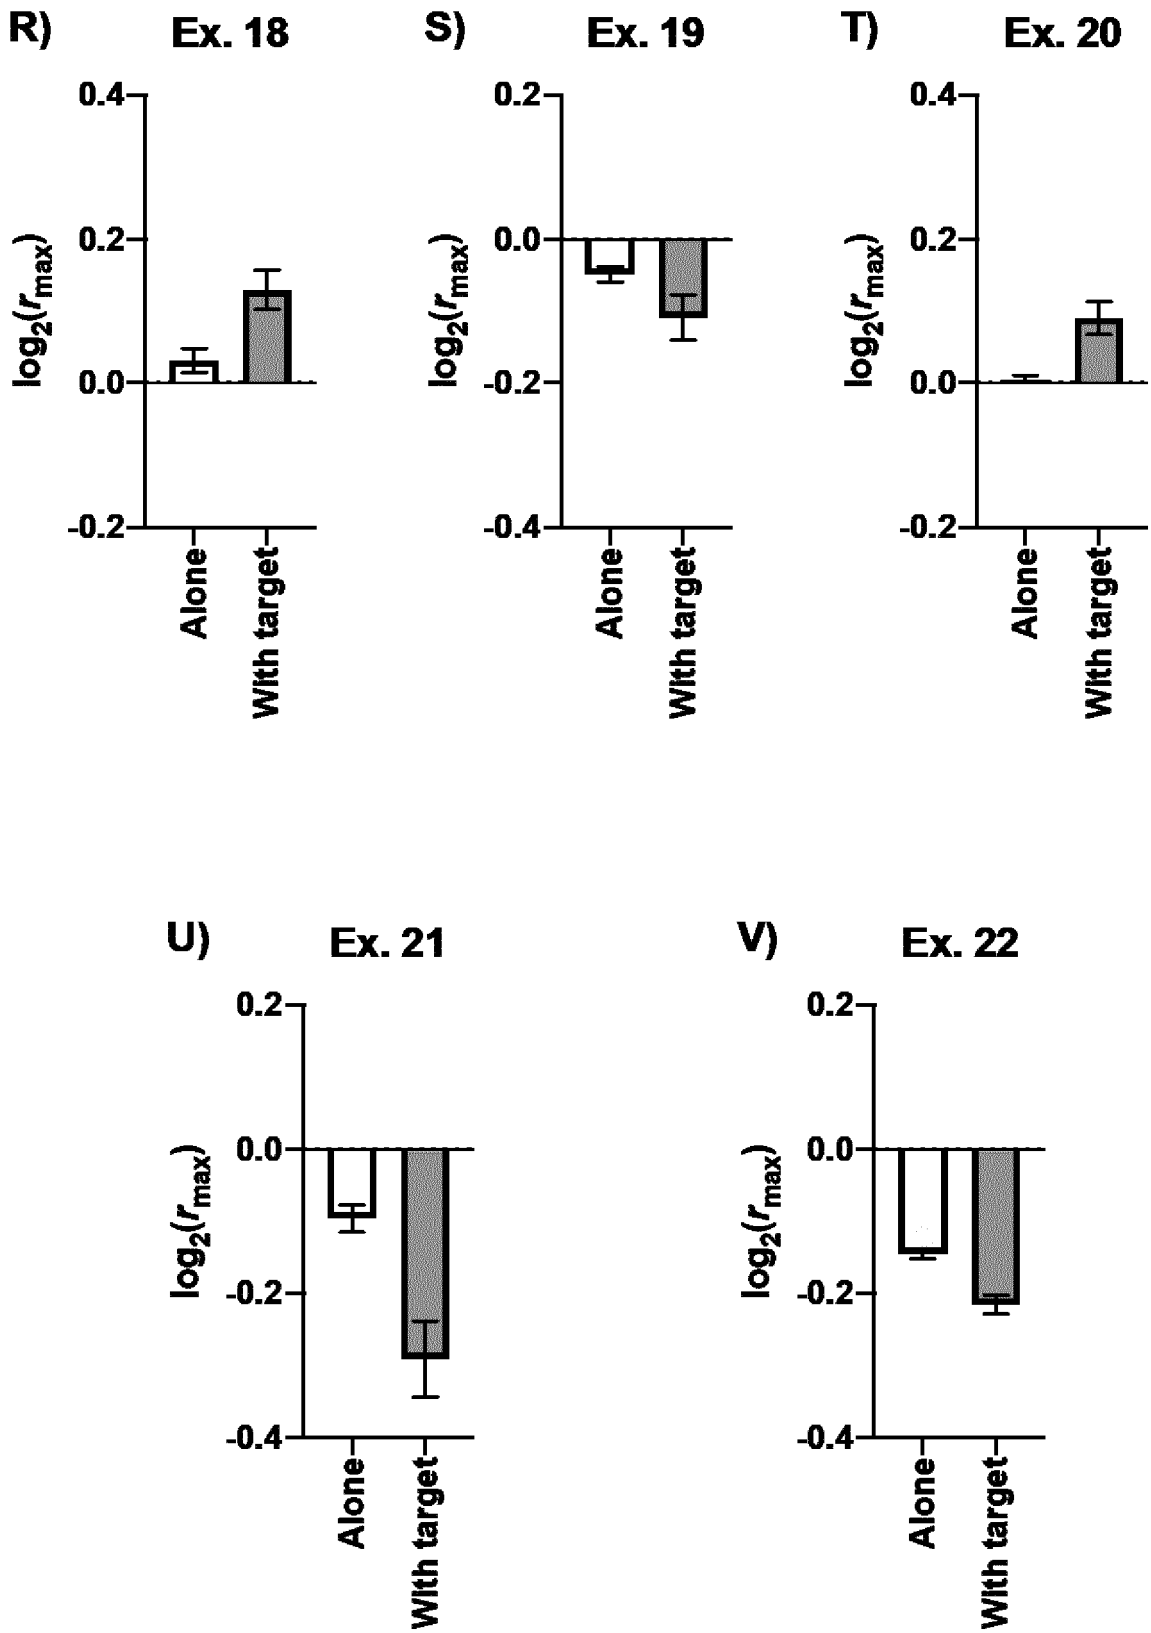 R) Ex. 18
0.4
0.2
0.0
-0.2
log2(rmax)
Alone
With target
S) Ex. 19
0.2
0.0
-0.2
-0.4
log2(rmax)
Alone
With target
T) Ex. 20
0.4
0.2
0.0
-0.2
log2(rmax)
Alone
With target
U) Ex. 21
0.2
0.0
-0.2
-0.4
log2(rmax)
Alone
With target
V) Ex. 22
0.2
0.0
-0.2
-0.4
log2(rmax)
Alone
With target